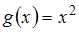 g(x) = x²